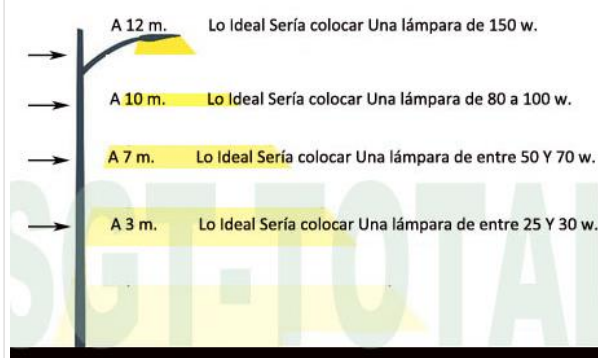 A 12 m. Lo Ideal Sería colocar Una lámpara de 150 w.
A 10 m. Lo Ideal Sería colocar Una lámpara de 80 a 100 w.
A 7 m. Lo Ideal Sería colocar Una lámpara de entre 50 Y 70 w.
A 3 m. Lo Ideal Sería colocar Una lámpara de entre 25 Y 30 w.
SGT-TOTAL